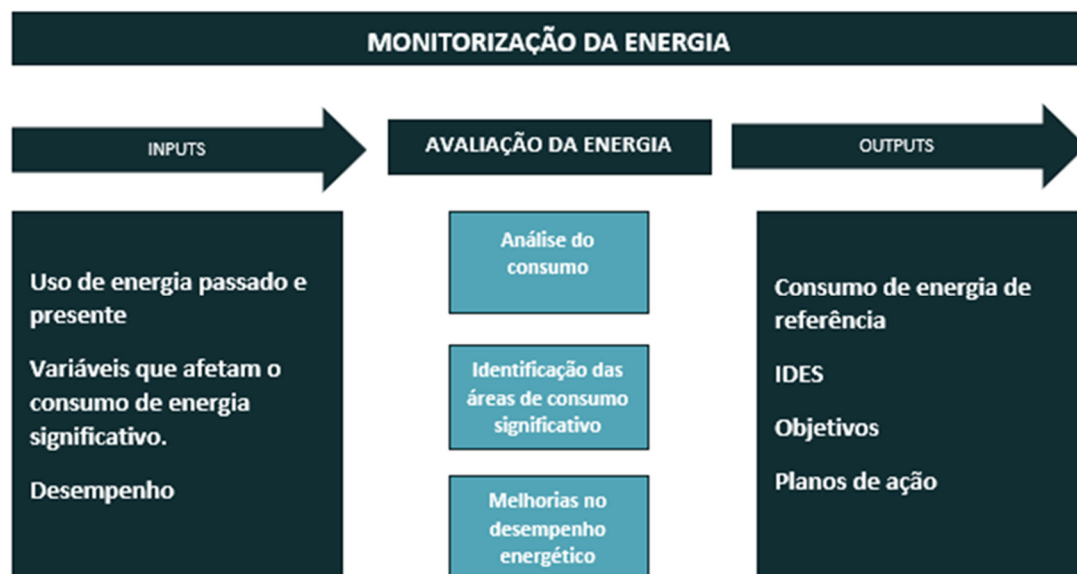 MONITORIZAÇÃO DA ENERGIA
INPUTS
AVALIAÇÃO DA ENERGIA
OUTPUTS
Uso de energia passado e
presente
Variáveis que afetam o
consumo de energia
significativo.
Desempenho
Análise do
consumo
Identificação das
áreas de consumo
significativo
Melhorias no
desempenho
energético
Consumo de energia de
referência
IDES
Objetivos
Planos de ação